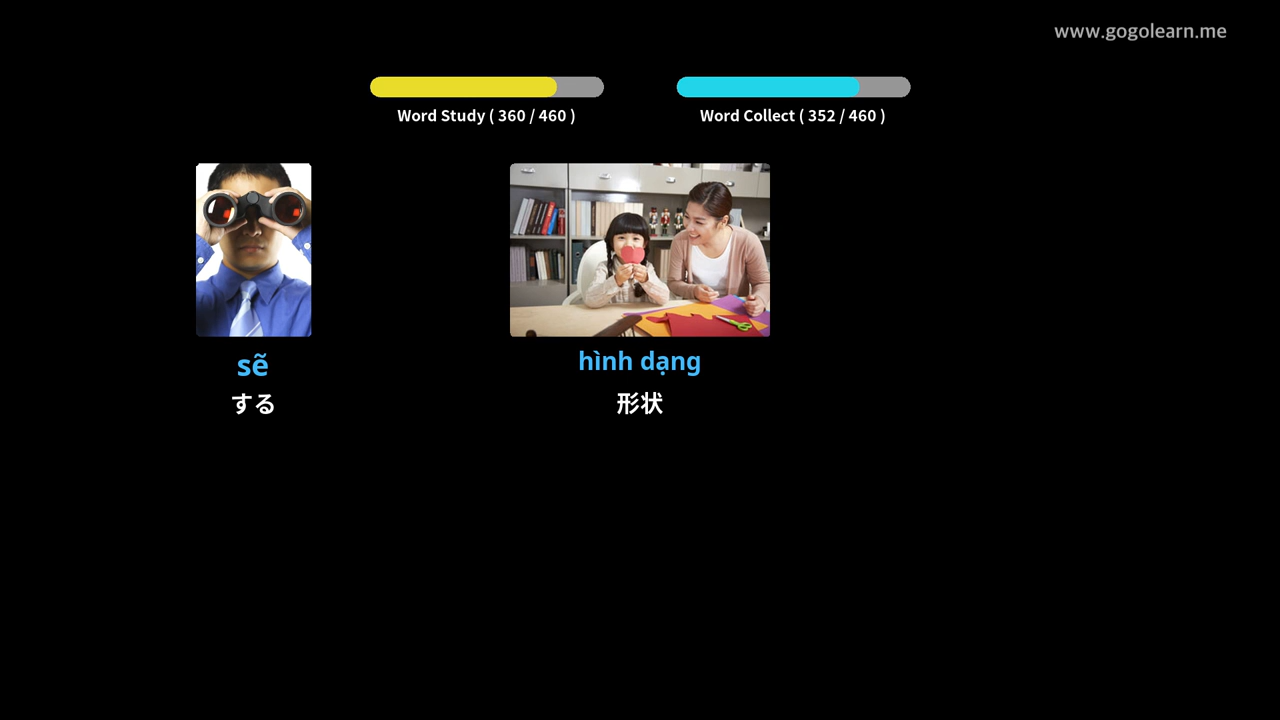 www.gogolearn.me
Word Study ( 360 / 460 )
Word Collect ( 352 / 460 )
sẽ
する
hình dạng
形状